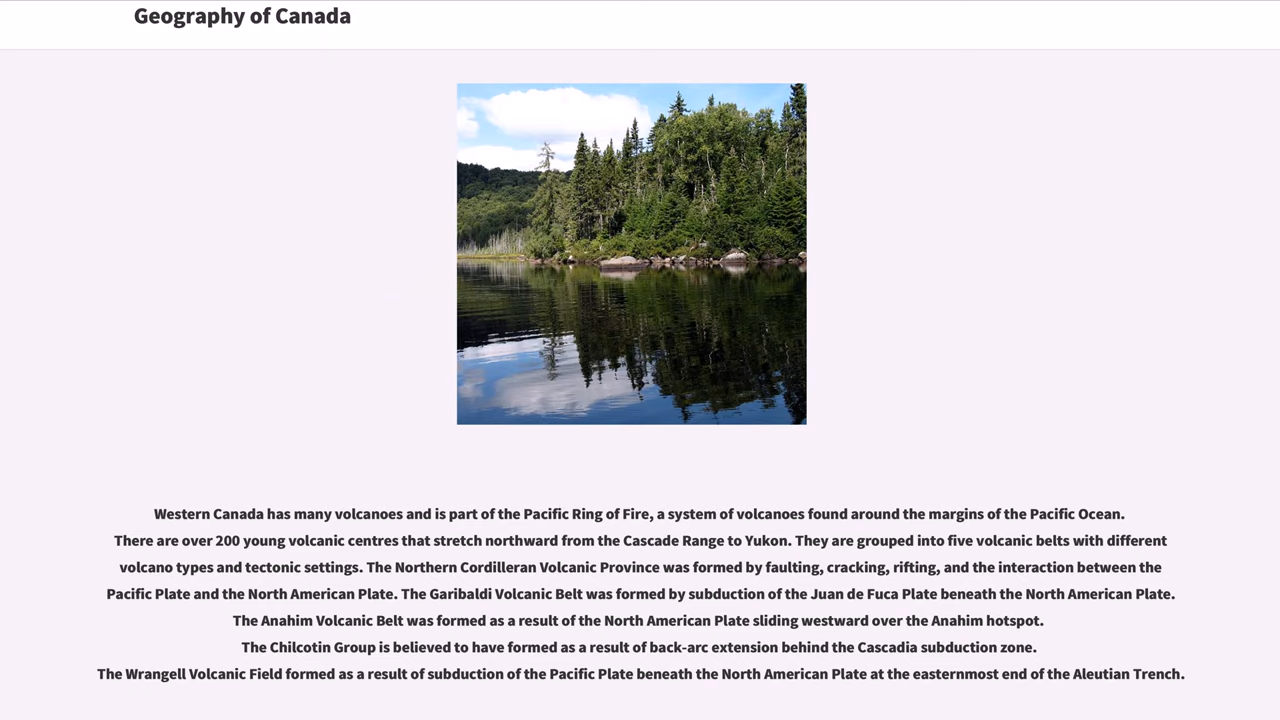 Geography of Canada
Western Canada has many volcanoes and is part of the Pacific Ring of Fire, a system of volcanoes found around the margins of the Pacific Ocean.
There are over 200 young volcanic centres that stretch northward from the Cascade Range to Yukon. They are grouped into five volcanic belts with different
volcano types and tectonic settings. The Northern Cordilleran Volcanic Province was formed by faulting, cracking, rifting, and the interaction between the
Pacific Plate and the North American Plate. The Garibaldi Volcanic Belt was formed by subduction of the Juan de Fuca Plate beneath the North American Plate.
The Anahim Volcanic Belt was formed as a result of the North American Plate sliding westward over the Anahim hotspot.
The Chilcotin Group is believed to have formed as a result of back-arc extension behind the Cascadia subduction zone.
The Wrangell Volcanic Field formed as a result of subduction of the Pacific Plate beneath the North American Plate at the easternmost end of the Aleutian Trench.